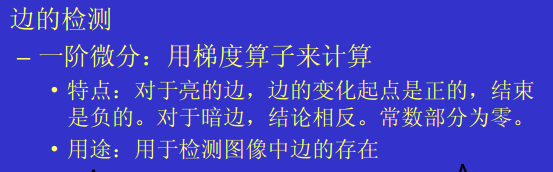 边的检测
– 一阶微分：用梯度算子来计算
• 特点：对于亮的边，边的变化起点是正的，结束
是负的。对于暗边，结论相反。常数部分为零。
• 用途：用于检测图像中边的存在